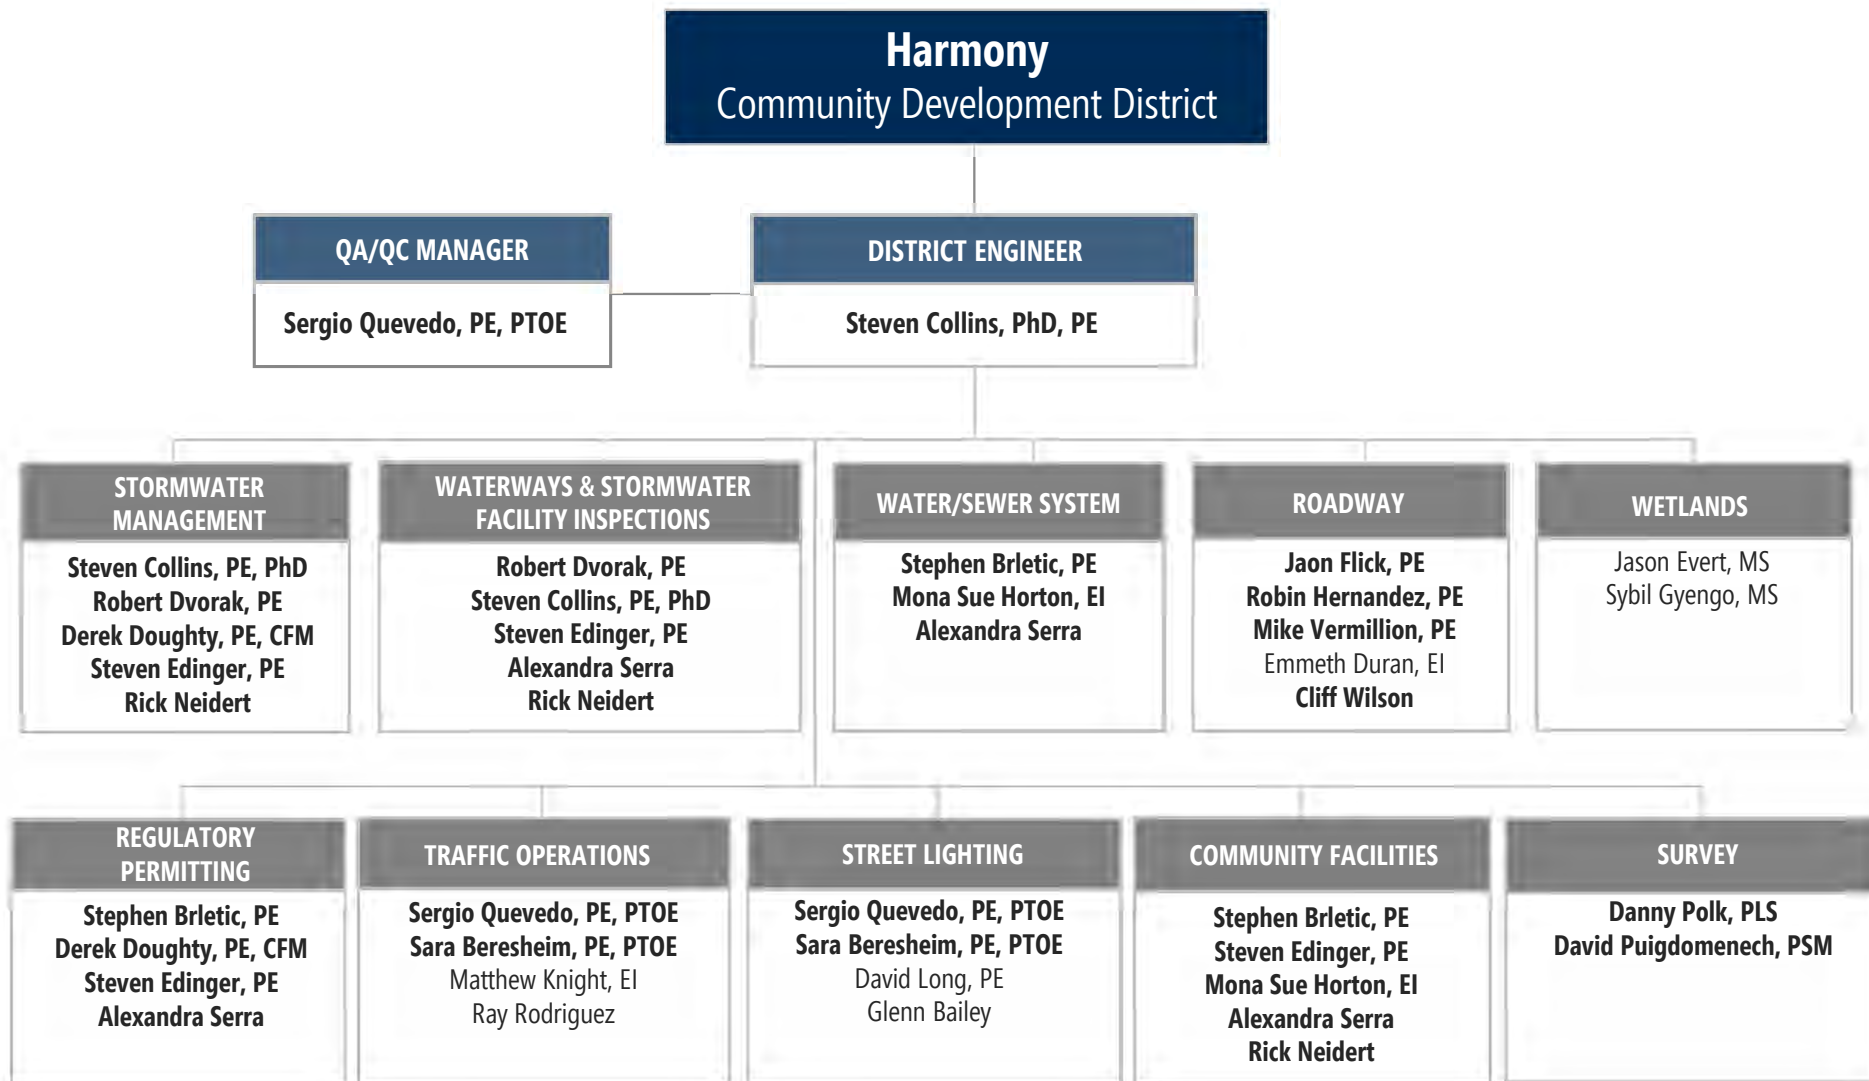 Harmony
Community Development District
QA/QC MANAGER
Sergio Quevedo, PE, PTOE
DISTRICT ENGINEER
Steven Collins, PhD, PE
STORMWATER
MANAGEMENT
Steven Collins, PE, PhD
Robert Dvorak, PE
Derek Doughty, PE, CFM
Steven Edinger, PE
Rick Neidert
WATERWAYS & STORMWATER
FACILITY INSPECTIONS
Robert Dvorak, PE
Steven Collins, PE, PhD
Steven Edinger, PE
Alexandra Serra
Rick Neidert
WATER/SEWER SYSTEM
Stephen Brletic, PE
Mona Sue Horton, EI
Alexandra Serra
ROADWAY
Jaon Flick, PE
Robin Hernandez, PE
Mike Vermillion, PE
Emmeth Duran, EI
Cliff Wilson
WETLANDS
Jason Evert, MS
Sybil Gyengo, MS
REGULATORY
PERMITTING
Stephen Brletic, PE
Derek Doughty, PE, CFM
Steven Edinger, PE
Alexandra Serra
TRAFFIC OPERATIONS
Sergio Quevedo, PE, PTOE
Sara Beresheim, PE, PTOE
Matthew Knight, EI
Ray Rodriguez
STREET LIGHTING
Sergio Quevedo, PE, PTOE
Sara Beresheim, PE, PTOE
David Long, PE
Glenn Bailey
COMMUNITY FACILITIES
Stephen Brletic, PE
Steven Edinger, PE
Mona Sue Horton, EI
Alexandra Serra
Rick Neidert
SURVEY
Danny Polk, PLS
David Puigdomenech, PSM